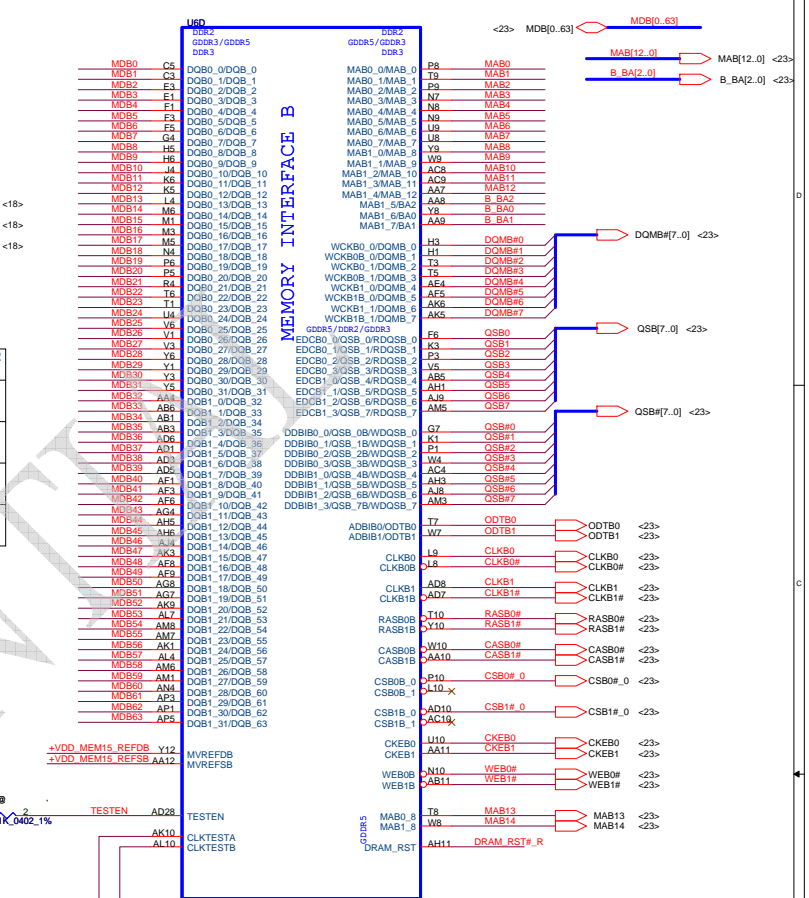 U6D
DDR2
GDDR3/GDDR5
DDR3
DDR2
GDDR5/GDDR3
DDR3
<23> MDB[0..63] MDB[0..63]
MAB[12..0] MAB[12..0] <23>
B_BA[2..0] B_BA[2..0] <23>
MEMORY INTERFACE B
MDB0 C5 DQB0_0/DQB_0 MAB0_0/MAB_0 P8 MAB0
MDB1 C3 DQB0_1/DQB_1 MAB0_1/MAB_1 T9 MAB1
MDB2 E3 DQB0_2/DQB_2 MAB0_2/MAB_2 P9 MAB2
MDB3 E1 DQB0_3/DQB_3 MAB0_3/MAB_3 N7 MAB3
MDB4 F1 DQB0_4/DQB_4 MAB0_4/MAB_4 N8 MAB4
MDB5 F3 DQB0_5/DQB_5 MAB0_5/MAB_5 N9 MAB5
MDB6 F5 DQB0_6/DQB_6 MAB0_6/MAB_6 U9 MAB6
MDB7 G4 DQB0_7/DQB_7 MAB0_7/MAB_7 U8 MAB7
MDB8 H5 DQB0_8/DQB_8 MAB1_0/MAB_8 Y9 MAB8
MDB9 H6 DQB0_9/DQB_9 MAB1_1/MAB_9 W9 MAB9
MDB10 J4 DQB0_10/DQB_10 MAB1_2/MAB_10 AC8 MAB10
MDB11 K6 DQB0_11/DQB_11 MAB1_3/MAB_11 AC9 MAB11
MDB12 K5 DQB0_12/DQB_12 MAB1_4/MAB_12 AA7 MAB12
MDB13 L4 DQB0_13/DQB_13 MAB1_5/BA2 AA8 B_BA2
MDB14 M6 DQB0_14/DQB_14 MAB1_6/BA0 Y8 B_BA0
MDB15 M1 DQB0_15/DQB_15 MAB1_7/BA1 AA9 B_BA1
MDB16 M3 DQB0_16/DQB_16
MDB17 M5 DQB0_17/DQB_17 WCKB0_0/DQMB_0 H3 DQMB#0
MDB18 N4 DQB0_18/DQB_18 WCKB0B_0/DQMB_1 H1 DQMB#1
MDB19 P6 DQB0_19/DQB_19 WCKB0_1/DQMB_2 T3 DQMB#2
MDB20 P5 DQB0_20/DQB_20 WCKB0B_1/DQMB_3 T5 DQMB#3
MDB21 R4 DQB0_21/DQB_21 WCKB1_0/DQMB_4 AE4 DQMB#4
MDB22 T6 DQB0_22/DQB_22 WCKB1B_0/DQMB_5 AF5 DQMB#5
MDB23 T1 DQB0_23/DQB_23 WCKB1_1/DQMB_6 AK6 DQMB#6
MDB24 U4 DQB0_24/DQB_24 WCKB1B_1/DQMB_7 AK5 DQMB#7
DQMB#[7..0] <23>
GDDR5/DDR2/GDDR3
MDB25 V6 DQB0_25/DQB_25
MDB26 V1 DQB0_26/DQB_26 EDCB0_0/QSB_0/RDQSB_0 F6 QSB0
MDB27 V3 DQB0_27/DQB_27 EDCB0_1/QSB_1/RDQSB_1 K3 QSB1
MDB28 Y6 DQB0_28/DQB_28 EDCB0_2/QSB_2/RDQSB_2 P3 QSB2
MDB29 Y1 DQB0_29/DQB_29 EDCB0_3/QSB_3/RDQSB_3 V5 QSB3
MDB30 Y3 DQB0_30/DQB_30 EDCB1_0/QSB_4/RDQSB_4 AB5 QSB4
MDB31 Y5 DQB0_31/DQB_31 EDCB1_1/QSB_5/RDQSB_5 AH1 QSB5
MDB32 AA4 DQB1_0/DQB_32 EDCB1_2/QSB_6/RDQSB_6 AJ9 QSB6
MDB33 AB6 DQB1_1/DQB_33 EDCB1_3/QSB_7/RDQSB_7 AM5 QSB7
QSB[7..0] <23>
MDB34 AB1 DQB1_2/DQB_34
MDB35 AB3 DQB1_3/DQB_35 DDBIB0_0/QSB_0B/WDQSB_0 G7 QSB#0
MDB36 AD6 DQB1_4/DQB_36 DDBIB0_1/QSB_1B/WDQSB_1 K1 QSB#1
MDB37 AD1 DQB1_5/DQB_37 DDBIB0_2/QSB_2B/WDQSB_2 P1 QSB#2
MDB38 AD3 DQB1_6/DQB_38 DDBIB0_3/QSB_3B/WDQSB_3 W4 QSB#3
MDB39 AD5 DQB1_7/DQB_39 DDBIB1_0/QSB_4B/WDQSB_4 AC4 QSB#4
MDB40 AF1 DQB1_8/DQB_40 DDBIB1_1/QSB_5B/WDQSB_5 AH3 QSB#5
MDB41 AF3 DQB1_9/DQB_41 DDBIB1_2/QSB_6B/WDQSB_6 AJ8 QSB#6
MDB42 AF6 DQB1_10/DQB_42 DDBIB1_3/QSB_7B/WDQSB_7 AM3 QSB#7
QSB#[7..0] <23>
MDB43 AG4 DQB1_11/DQB_43
MDB44 AH5 DQB1_12/DQB_44 ADBIB0/ODTB0 T7 ODTB0 ODTB0 <23>
MDB45 AH6 DQB1_13/DQB_45 ADBIB1/ODTB1 W7 ODTB1 ODTB1 <23>
MDB46 AJ4 DQB1_14/DQB_46
MDB47 AK3 DQB1_15/DQB_47 CLKB0 L9 CLKB0 CLKB0 <23>
MDB48 AF8 DQB1_16/DQB_48 CLKB0B L8 CLKB0# CLKB0# <23>
MDB49 AF9 DQB1_17/DQB_49
MDB50 AG8 DQB1_18/DQB_50 CLKB1 AD8 CLKB1 CLKB1 <23>
MDB51 AG7 DQB1_19/DQB_51 CLKB1B AD7 CLKB1# CLKB1# <23>
MDB52 AK9 DQB1_20/DQB_52
MDB53 AL7 DQB1_21/DQB_53 RASB0B T10 RASB0# RASB0# <23>
MDB54 AM8 DQB1_22/DQB_54 RASB1B Y10 RASB1# RASB1# <23>
MDB55 AM7 DQB1_23/DQB_55
MDB56 AK1 DQB1_24/DQB_56 CASB0B W10 CASB0# CASB0# <23>
MDB57 AL4 DQB1_25/DQB_57 CASB1B AA10 CASB1# CASB1# <23>
MDB58 AM6 DQB1_26/DQB_58
MDB59 AM1 DQB1_27/DQB_59 CSB0B_0 P10 CSB0#_0 CSB0#_0 <23>
MDB60 AN4 DQB1_28/DQB_60 CSB0B_1 L10
MDB61 AP3 DQB1_29/DQB_61
MDB62 AP1 DQB1_30/DQB_62 CSB1B_0 AD10 CSB1#_0 CSB1#_0 <23>
MDB63 AP5 DQB1_31/DQB_63 CSB1B_1 AC10
+VDD_MEM15_REFDB Y12 MVREFDB CKEB0 U10 CKEB0 CKEB0 <23>
+VDD_MEM15_REFSB AA12 MVREFSB CKEB1 AA11 CKEB1 CKEB1 <23>
WEB0B N10 WEB0# WEB0# <23>
WEB1B AB11 WEB1# WEB1# <23>
2 TESTEN AD28 TESTEN MAB0_8 T8 MAB13 MAB13 <23>
1K_0402_1% MAB1_8 W8 MAB14 MAB14 <23>
AK10 CLKTESTA
AL10 CLKTESTB DRAM_RST AH11 DRAM_RST#_R
GDDR5
<18>
<18>
<18>
D
C